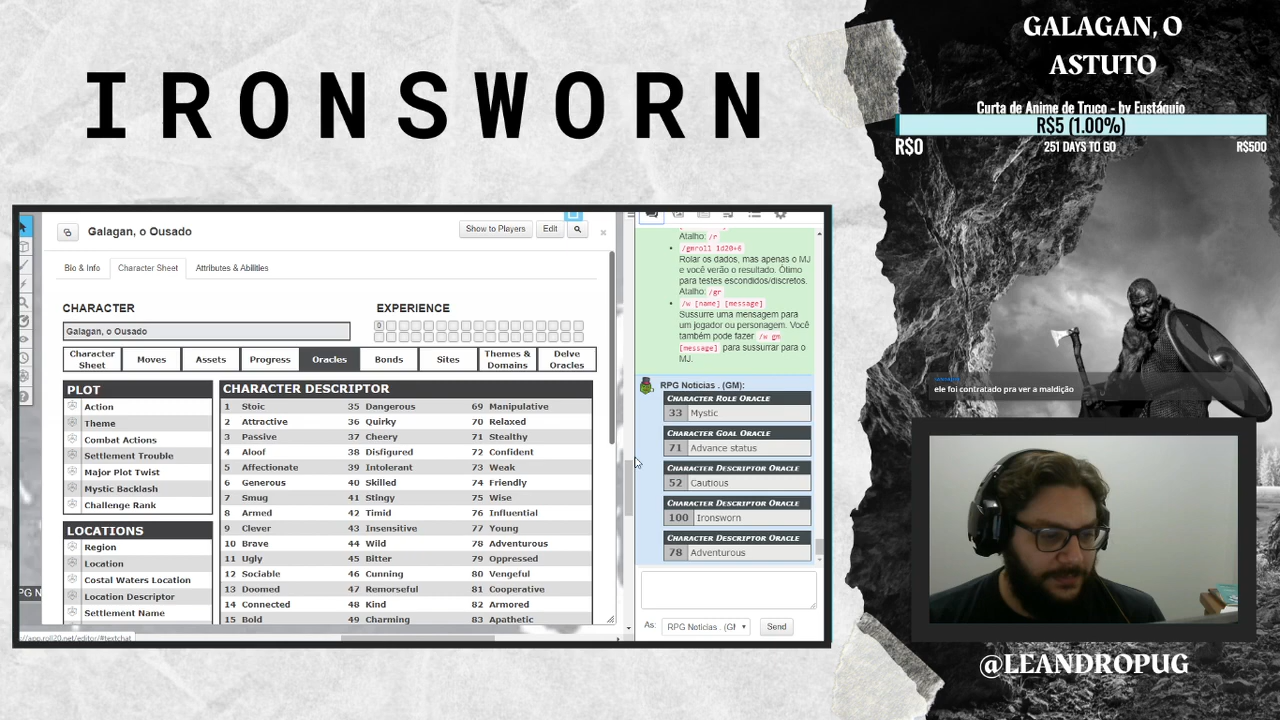 IRONSWORN
GALAGAN, O
ASTUTO
Curta de Anime de Truco - by Eustáquio
R$5 (1.00%)
R$0
251 DAYS TO GO
R$500
Galagan, o Ousado
Show to Players
Edit
Bio & Info
Character Sheet
Attributes & Abilities
CHARACTER
EXPERIENCE
Galagan, o Ousado
0
Character Sheet
Moves
Assets
Progress
Oracles
Bonds
Sites
Themes & Domains
Delve Oracles
PLOT
Action
Theme
Combat Actions
Settlement Trouble
Major Plot Twist
Mystic Backlash
Challenge Rank
LOCATIONS
Region
Location
Costal Waters Location
Location Descriptor
Settlement Name
CHARACTER DESCRIPTOR
1 Stoic 35 Dangerous 69 Manipulative
2 Attractive 36 Quirky 70 Relaxed
3 Passive 37 Cheery 71 Stealthy
4 Aloof 38 Disfigured 72 Confident
5 Affectionate 39 Intolerant 73 Weak
6 Generous 40 Skilled 74 Friendly
7 Smug 41 Stingy 75 Wise
8 Armed 42 Timid 76 Influential
9 Clever 43 Insensitive 77 Young
10 Brave 44 Wild 78 Adventurous
11 Ugly 45 Bitter 79 Oppressed
12 Sociable 46 Cunning 80 Vengeful
13 Doomed 47 Remorseful 81 Cooperative
14 Connected 48 Kind 82 Armored
15 Bold 49 Charming 83 Apathetic
Atalho: /r
/gmroll 1d20+6
Rolar os dados, mas apenas o MJ
e você verão o resultado. Ótimo
para testes escondidos/discretos.
Atalho: /gr
/w [name] [message]
Sussurre uma mensagem para
um jogador ou personagem. Você
também pode fazer /w gm
[message] para sussurrar para o
MJ.
RPG Noticias . (GM):
CHARACTER ROLE ORACLE
33 Mystic
CHARACTER GOAL ORACLE
71 Advance status
CHARACTER DESCRIPTOR ORACLE
52 Cautious
CHARACTER DESCRIPTOR ORACLE
100 Ironsworn
CHARACTER DESCRIPTOR ORACLE
78 Adventurous
As:
RPG Noticias . (GM
Send
PG N
//app.roll20.net/editor/#textchat
ele foi contratado pra ver a maldição
@LEANDROPUG